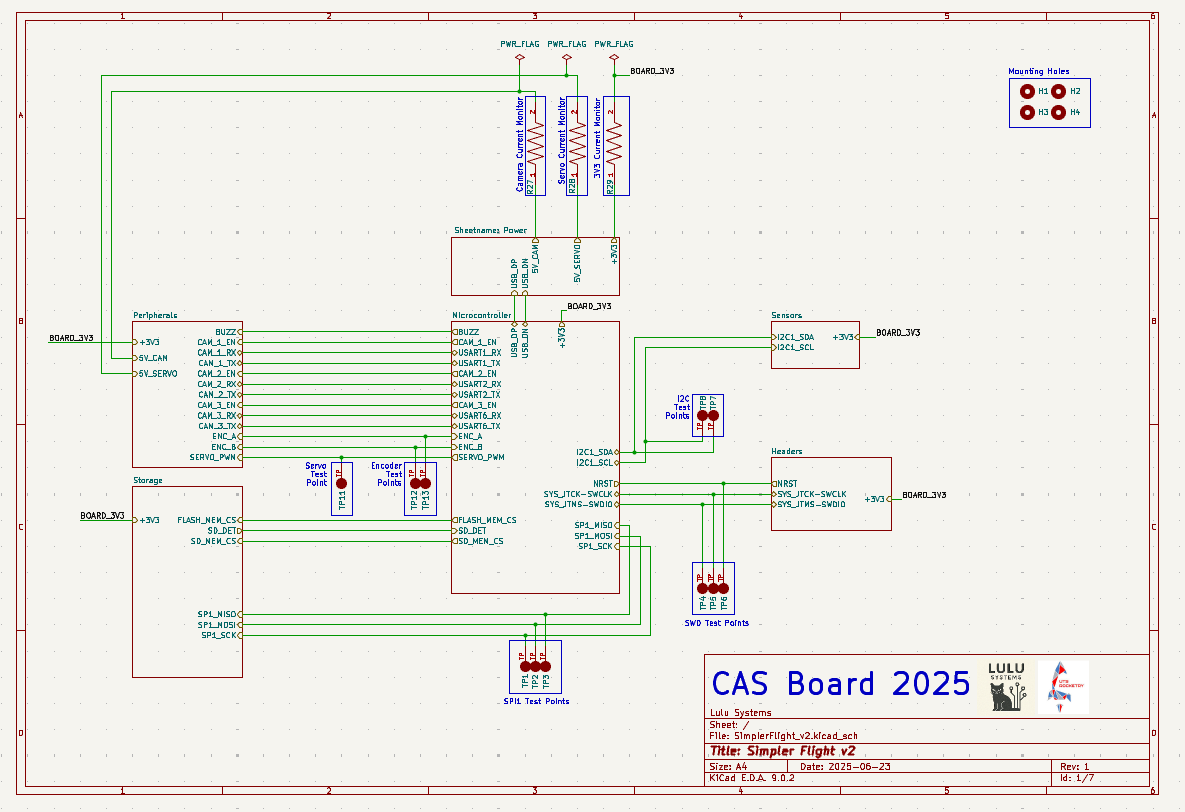 1 2 3 4 5 6
PWR_FLAG PWR_FLAG PWR_FLAG
BOARD_3V3
Mounting Holes
H1 H2
H3 H4
A A
Camera Current Monitor
2
1
R27
Servo Current Monitor
2
1
R28
3V3 Current Monitor
2
1
R29
Sheetname: Power
5V_CAM
5V_SERVO
+3V3
USB_DP
USB_DN
B B
BOARD_3V3
Peripherals
BOARD_3V3
+3V3
5V_CAM
5V_SERVO
BUZZ
CAM_1_EN
CAM_1_RX
CAM_1_TX
CAM_2_EN
CAM_2_RX
CAM_2_TX
CAM_3_EN
CAM_3_RX
CAM_3_TX
ENC_A
ENC_B
SERVO_PWM
Microcontroller
USB_DP
USB_DN
+3V3
BUZZ
CAM_1_EN
USART1_RX
USART1_TX
CAM_2_EN
USART2_RX
USART2_TX
CAM_3_EN
USART6_RX
USART6_TX
ENC_A
ENC_B
SERVO_PWM
FLASH_MEM_CS
SD_DET
SD_MEM_CS
I2C1_SDA
I2C1_SCL
NRST
SYS_JTCK-SWCLK
SYS_JTMS-SWDIO
SPI1_MISO
SPI1_MOSI
SPI1_SCK
Sensors
I2C1_SDA
I2C1_SCL
+3V3
BOARD_3V3
I2C
Test
Points
TP8
TP7
TP
TP
Servo
Test
Point
TP
TP11
Encoder
Test
Points
TP
TP
TP12
TP13
Headers
NRST
SYS_JTCK-SWCLK
SYS_JTMS-SWDIO
+3V3
BOARD_3V3
C C
Storage
BOARD_3V3
+3V3
FLASH_MEM_CS
SD_DET
SD_MEM_CS
SPI1_MISO
SPI1_MOSI
SPI1_SCK
TP
TP
TP
TP4
TP5
TP6
SWD Test Points
TP
TP
TP
TP1
TP2
TP3
SPI1 Test Points
D D
CAS Board 2025
LULU
SYSTEMS
UTS
ROCKETRY
Lulu Systems
Sheet: /
File: SimplerFlight_v2.kicad_sch
Title: Simpler Flight v2
Size: A4 Date: 2025-06-23 Rev: 1
KiCad E.D.A. 9.0.2 Id: 1/7
1 2 3 4 5 6